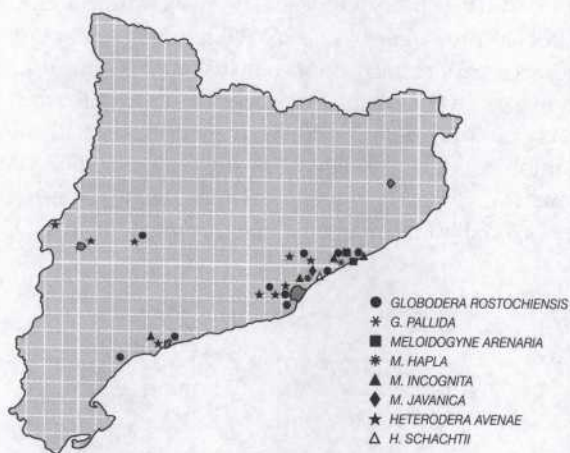 GLOBODERA ROSTOCHIENSIS
G. PALLIDA
MELOIDOGYNE ARENARIA
M. HAPLA
M. INCOGNITA
M. JAVANICA
HETERODERA AVENAE
H. SCHACHTII